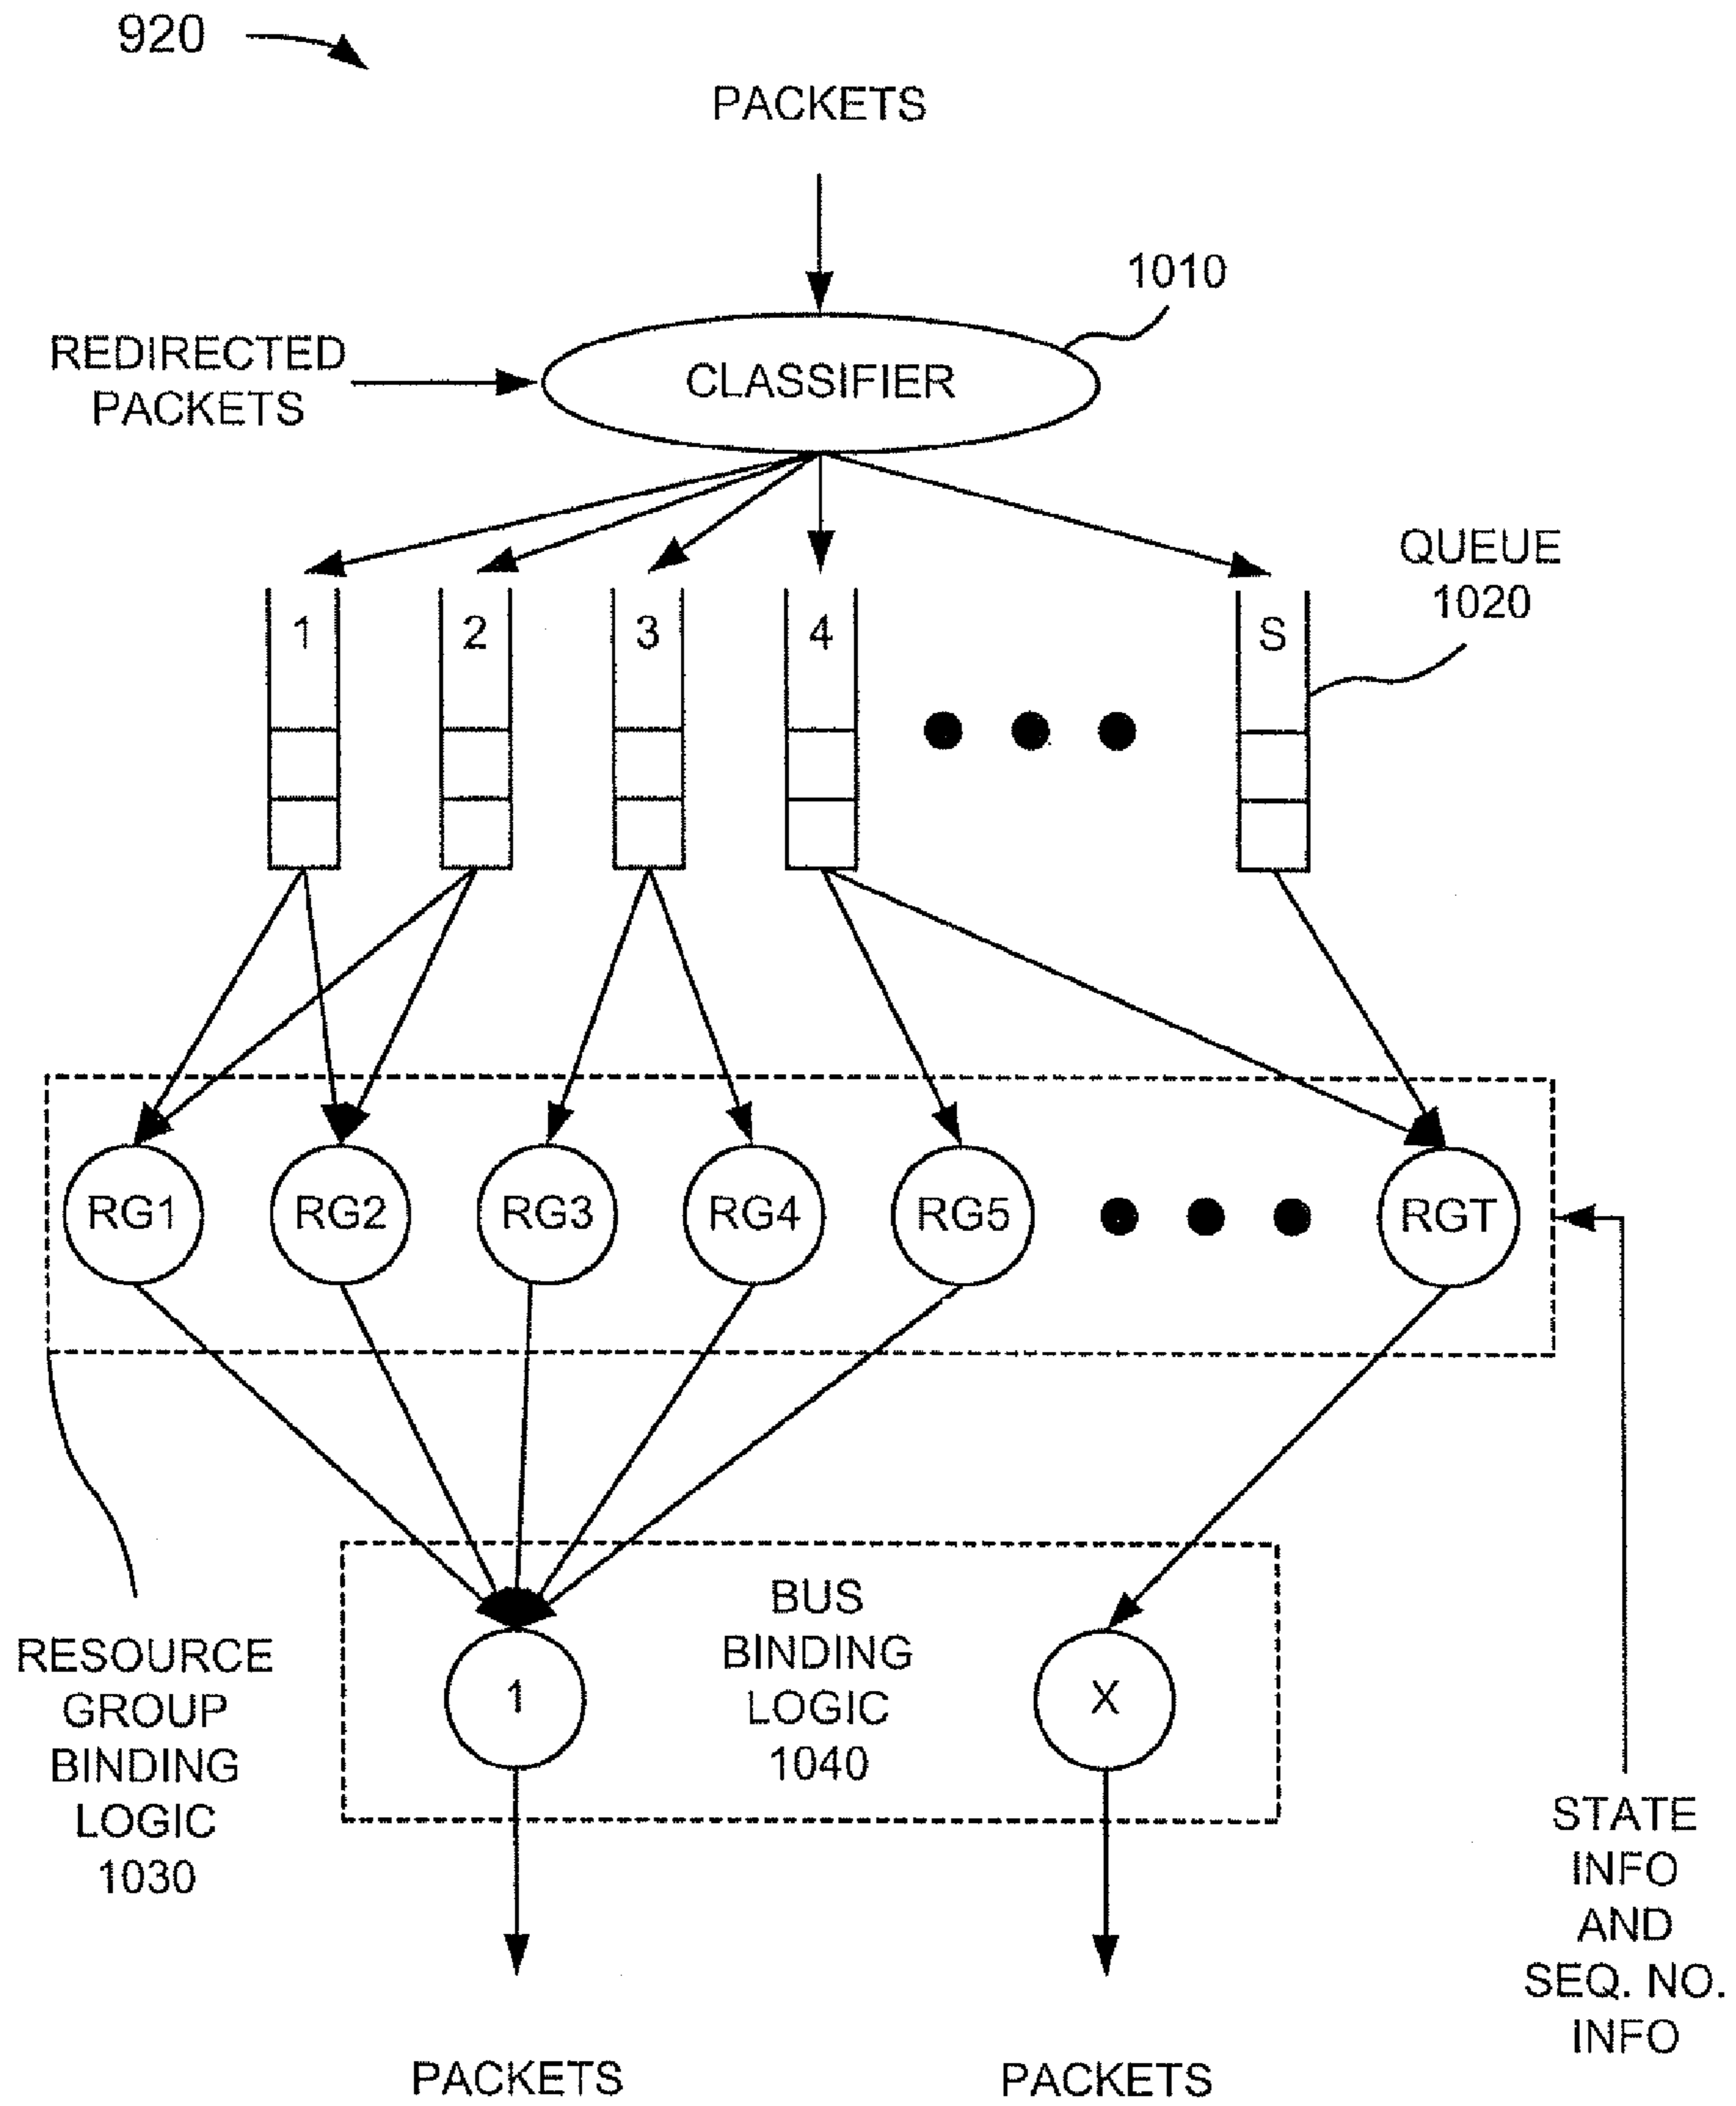 920
PACKETS
1010
REDIRECTED
PACKETS
CLASSIFIER
QUEUE
1020
1
2
3
4
S
RG1
RG2
RG3
RG4
RG5
RGT
RESOURCE
GROUP
BINDING
LOGIC
1030
1
BUS
BINDING
LOGIC
1040
X
STATE
INFO
AND
SEQ. NO.
INFO
PACKETS
PACKETS